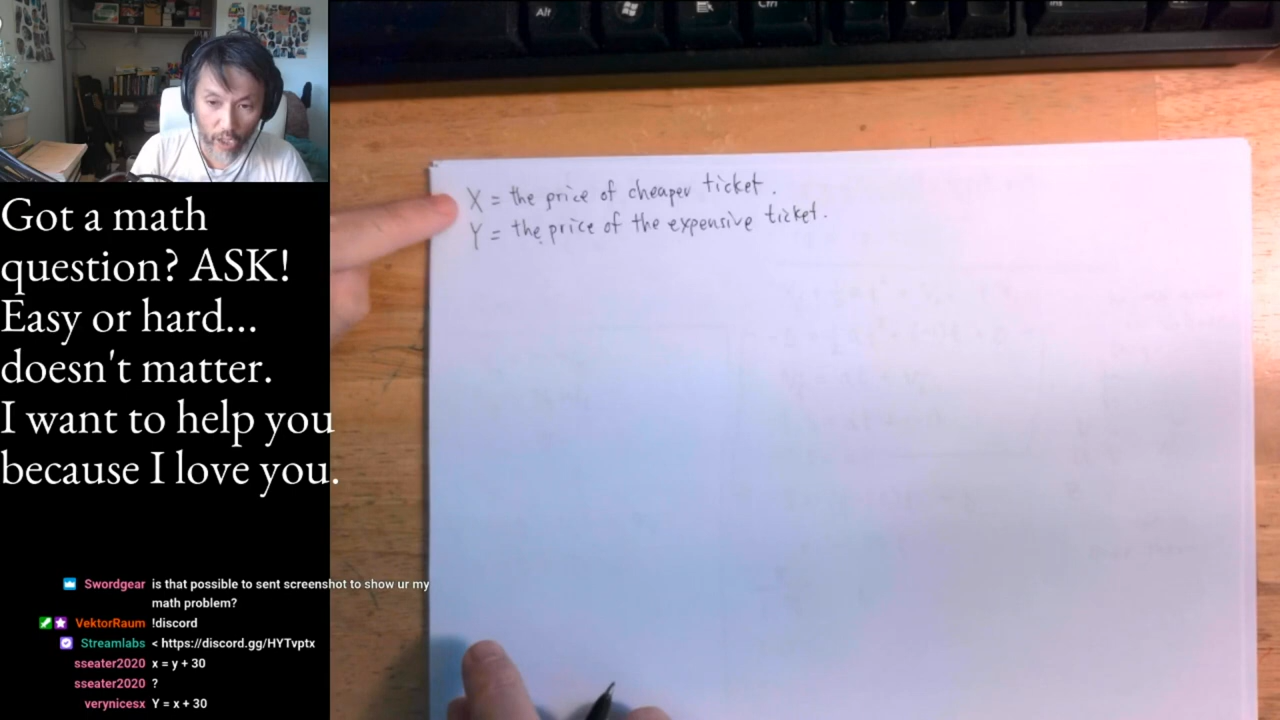 Alt
Ctrl
Got a math
question? ASK!
Easy or hard...
doesn't matter.
I want to help you
because I love you.
X = the price of cheaper ticket.
Y = the price of the expensive ticket.
Swordgear is that possible to sent screenshot to show ur my
math problem?
VektorRaum !discord
Streamlabs < https://discord.gg/HYTvptx
sseater2020 x = y + 30
sseater2020 ?
verynicesx Y = x + 30